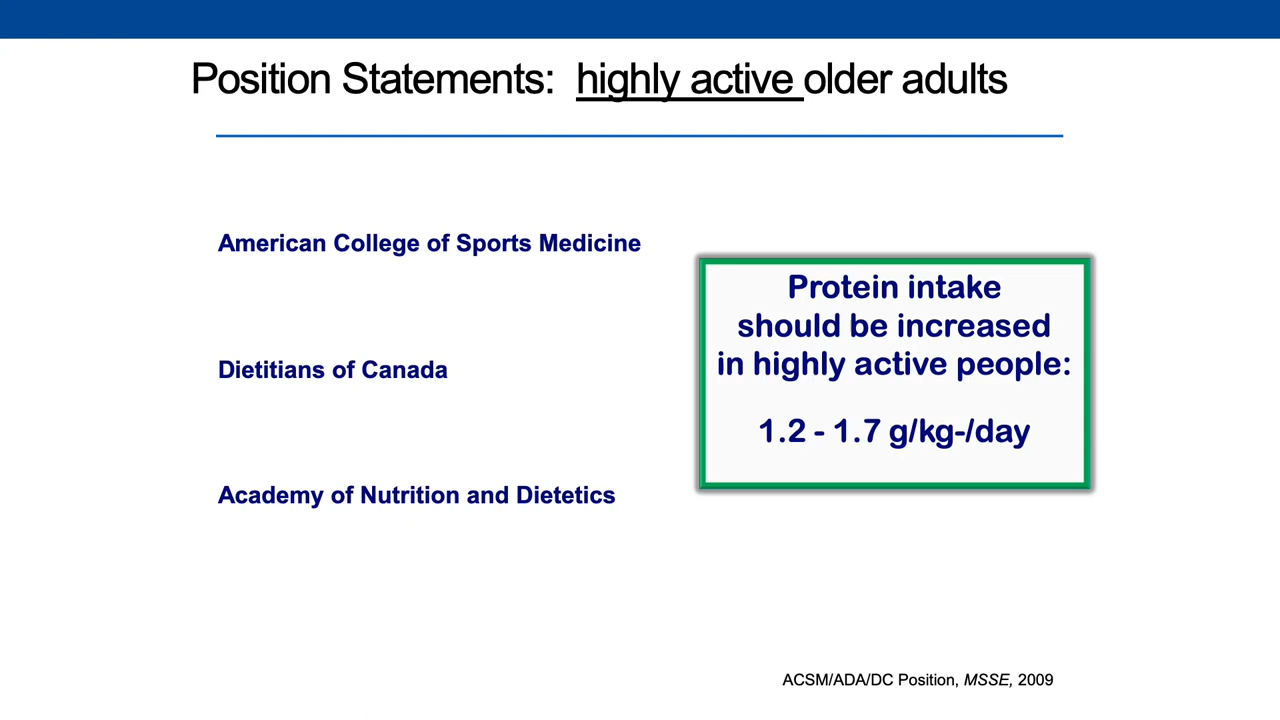 Position Statements: highly active older adults
American College of Sports Medicine
Dietitians of Canada
Academy of Nutrition and Dietetics
Protein intake
should be increased
in highly active people:
1.2 - 1.7 g/kg-/day
ACSM/ADA/DC Position, MSSE, 2009